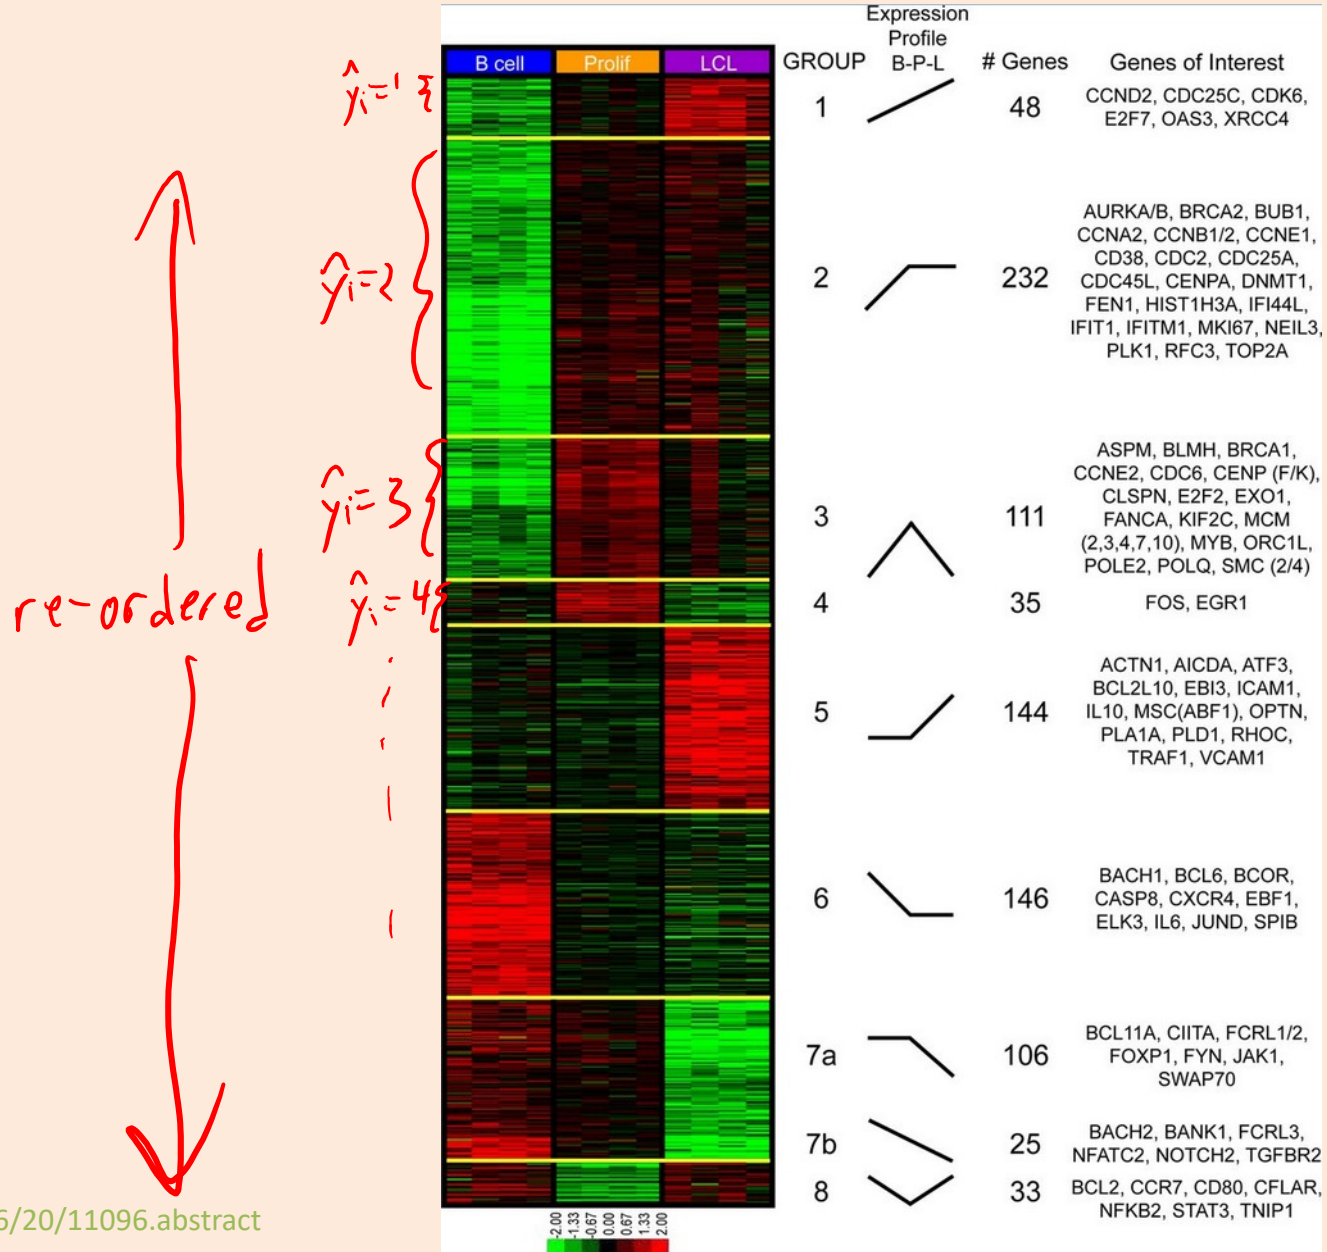 Expression
Profile
B-P-L
B cell Prolif LCL GROUP # Genes Genes of Interest
ŷi=1
1 48 CCND2, CDC25C, CDK6,
E2F7, OAS3, XRCC4
ŷi=2
2 232 AURKA/B, BRCA2, BUB1,
CCNA2, CCNB1/2, CCNE1,
CD38, CDC2, CDC25A,
CDC45L, CENPA, DNMT1,
FEN1, HIST1H3A, IFI44L,
IFIT1, IFITM1, MKI67, NEIL3,
PLK1, RFC3, TOP2A
ŷi=3
3 111 ASPM, BLMH, BRCA1,
CCNE2, CDC6, CENP (F/K),
CLSPN, E2F2, EXO1,
FANCA, KIF2C, MCM
(2,3,4,7,10), MYB, ORC1L,
POLE2, POLQ, SMC (2/4)
re-ordered
ŷi=4
4 35 FOS, EGR1
5 144 ACTN1, AICDA, ATF3,
BCL2L10, EBI3, ICAM1,
IL10, MSC(ABF1), OPTN,
PLA1A, PLD1, RHOC,
TRAF1, VCAM1
6 146 BACH1, BCL6, BCOR,
CASP8, CXCR4, EBF1,
ELK3, IL6, JUND, SPIB
7a 106 BCL11A, CIITA, FCRL1/2,
FOXP1, FYN, JAK1,
SWAP70
7b 25 BACH2, BANK1, FCRL3,
NFATC2, NOTCH2, TGFBR2
8 33 BCL2, CCR7, CD80, CFLAR,
NFKB2, STAT3, TNIP1
6/20/11096.abstract
-2.00 -1.33 -0.67 0.00 0.67 1.33 2.00